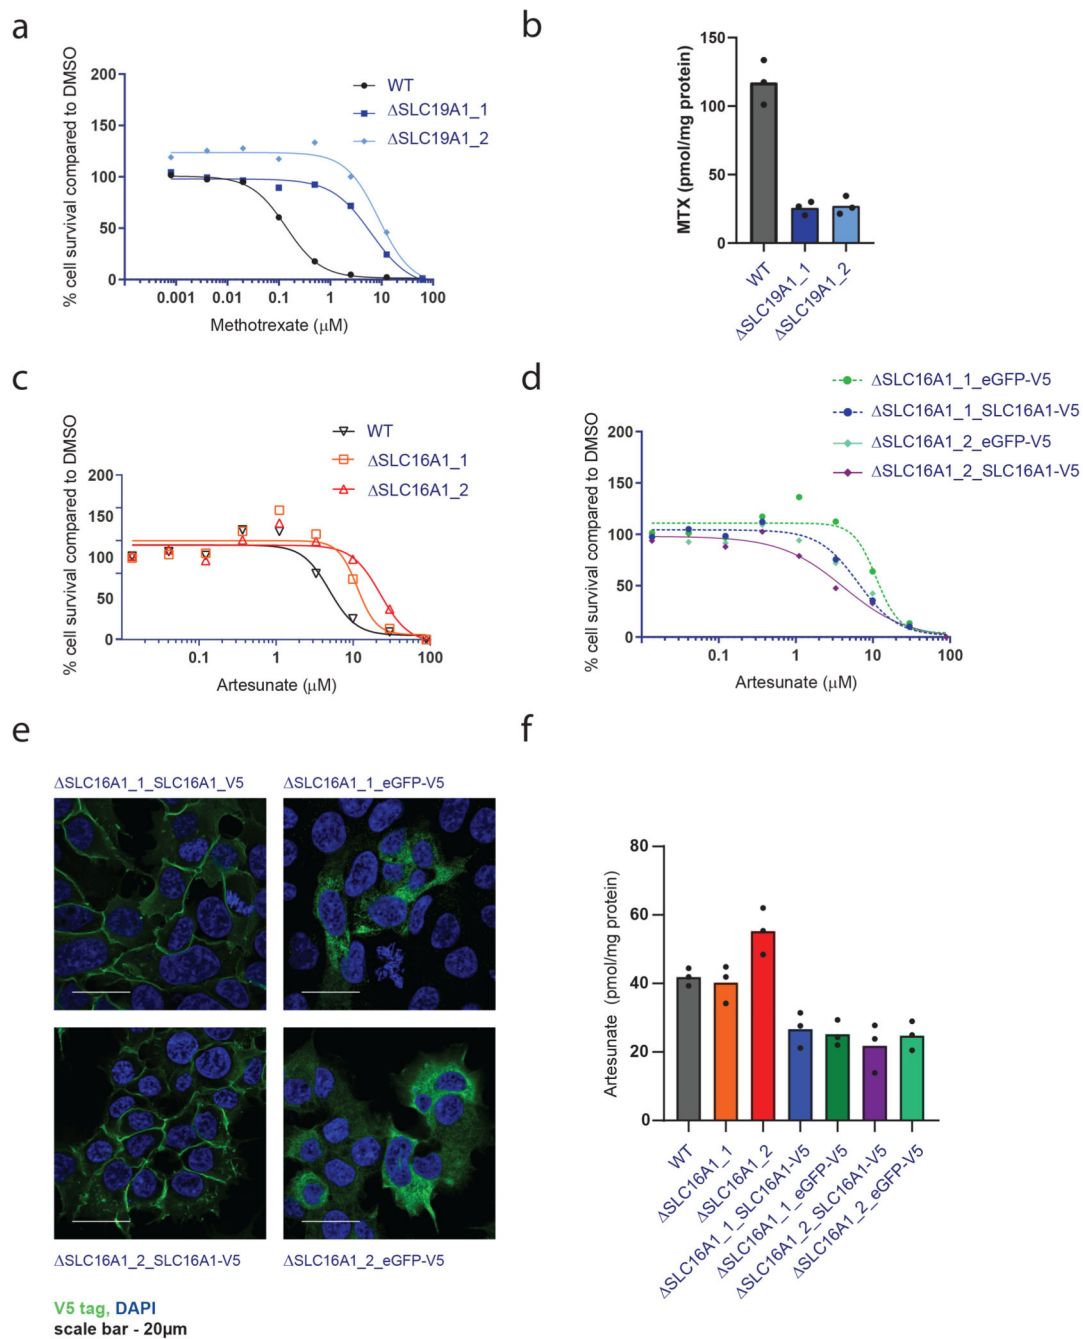 a
% cell survival compared to DMSO
200
150
100
50
0
0.001 0.01 0.1 1 10 100
Methotrexate (μM)
WT
ΔSLC19A1_1
ΔSLC19A1_2
b
MTX (pmol/mg protein)
150
100
50
0
WT
ΔSLC19A1_1
ΔSLC19A1_2
c
% cell survival compared to DMSO
200
150
100
50
0
0.1 1 10 100
Artesunate (μM)
WT
ΔSLC16A1_1
ΔSLC16A1_2
d
% cell survival compared to DMSO
200
150
100
50
0
0.1 1 10 100
Artesunate (μM)
ΔSLC16A1_1_eGFP-V5
ΔSLC16A1_1_SLC16A1-V5
ΔSLC16A1_2_eGFP-V5
ΔSLC16A1_2_SLC16A1-V5
e
ΔSLC16A1_1_SLC16A1_V5
ΔSLC16A1_1_eGFP-V5
ΔSLC16A1_2_SLC16A1-V5
ΔSLC16A1_2_eGFP-V5
V5 tag, DAPI
scale bar - 20μm
f
Artesunate (pmol/mg protein)
80
60
40
20
0
WT
ΔSLC16A1_1
ΔSLC16A1_2
ΔSLC16A1_1_SLC16A1-V5
ΔSLC16A1_1_eGFP-V5
ΔSLC16A1_2_SLC16A1-V5
ΔSLC16A1_2_eGFP-V5